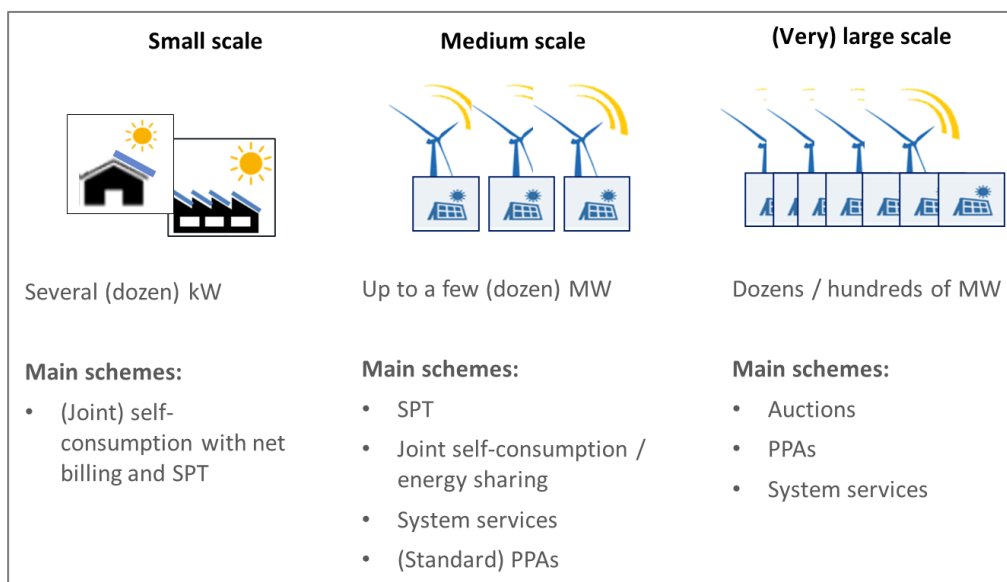 Small scale
Several (dozen) kW
Main schemes:
• (Joint) self-
consumption with net
billing and SPT
Medium scale
Up to a few (dozen) MW
Main schemes:
• SPT
• Joint self-consumption /
energy sharing
• System services
• (Standard) PPAs
(Very) large scale
Dozens / hundreds of MW
Main schemes:
• Auctions
• PPAs
• System services